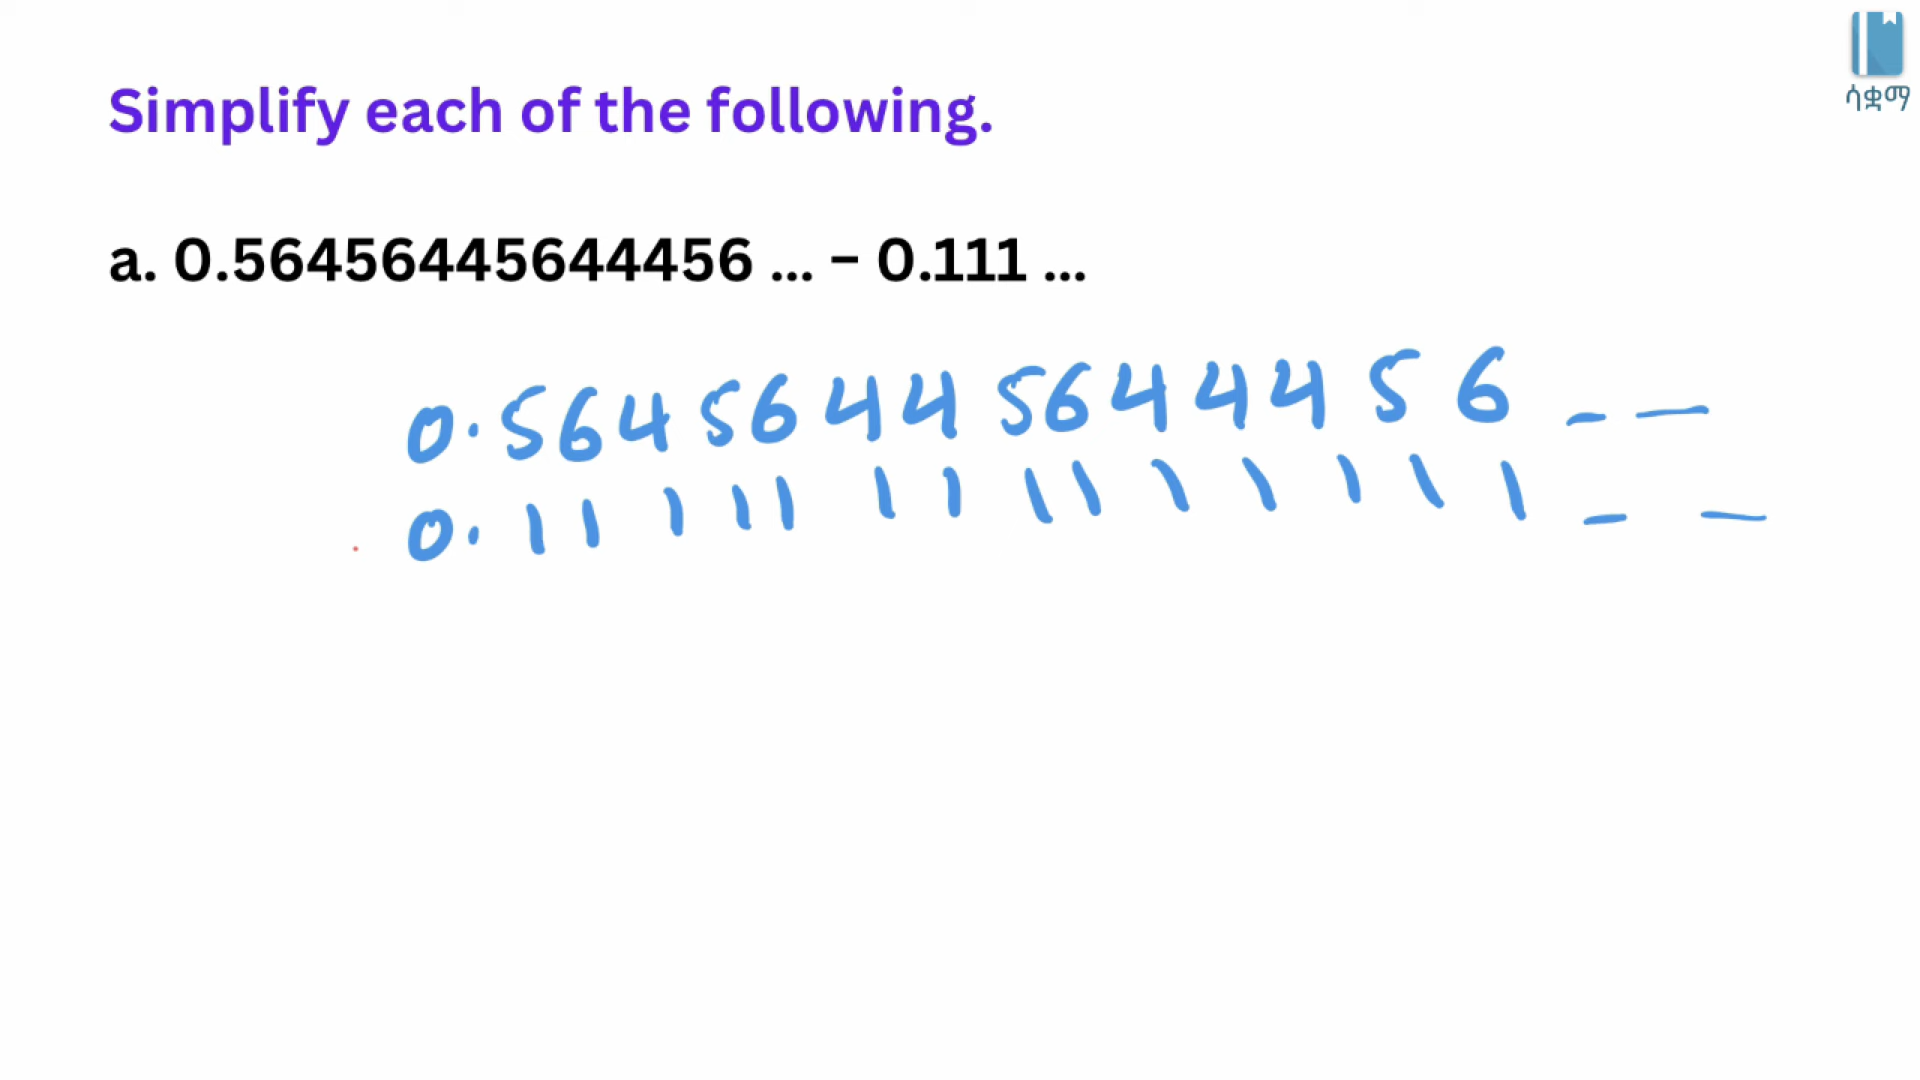 ሳቋማ
Simplify each of the following.
a. 0.56456445644456 ... − 0.111 ...
0.56456445644456 _ _
0.11111111111111 _ _